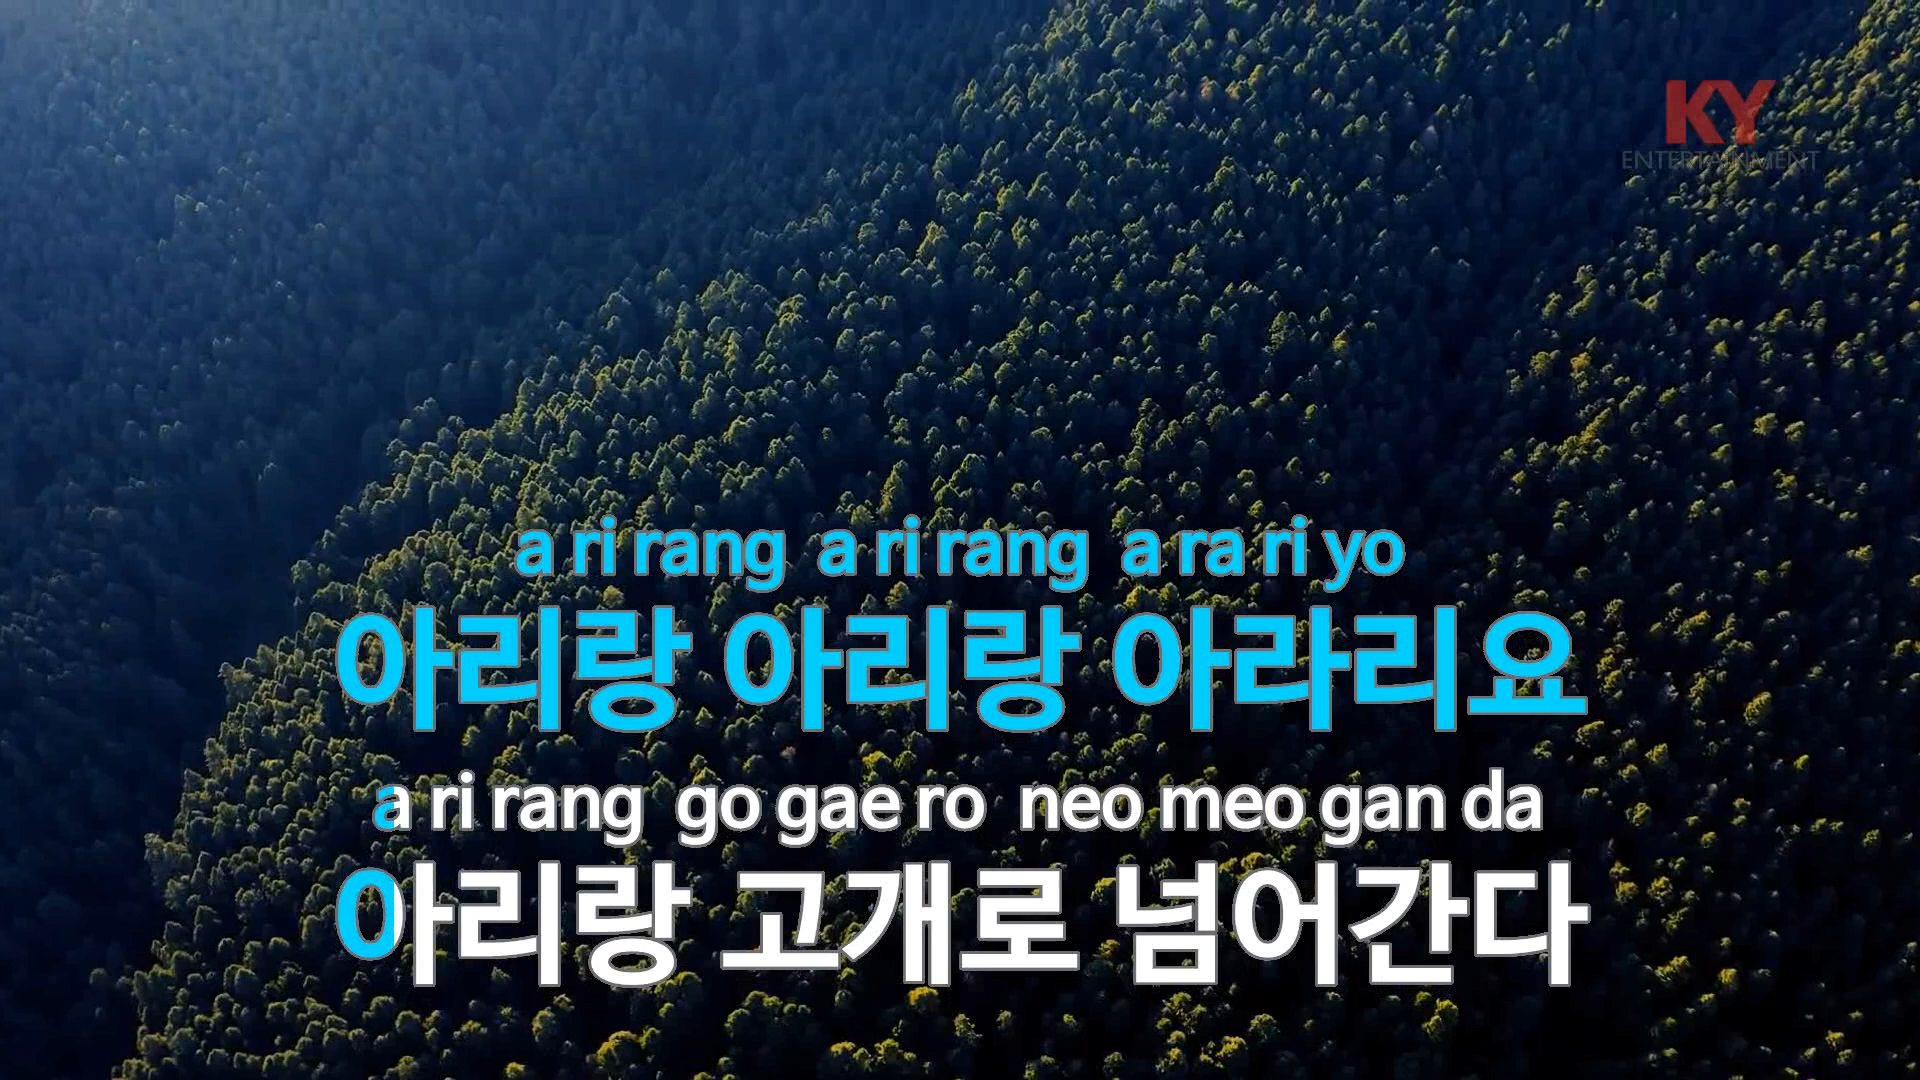 KY
ENTERTAINMENT
a ri rang a ri rang a ra ri yo
아리랑 아리랑 아라리요
a ri rang go gae ro neo meo gan da
아리랑 고개로 넘어간다